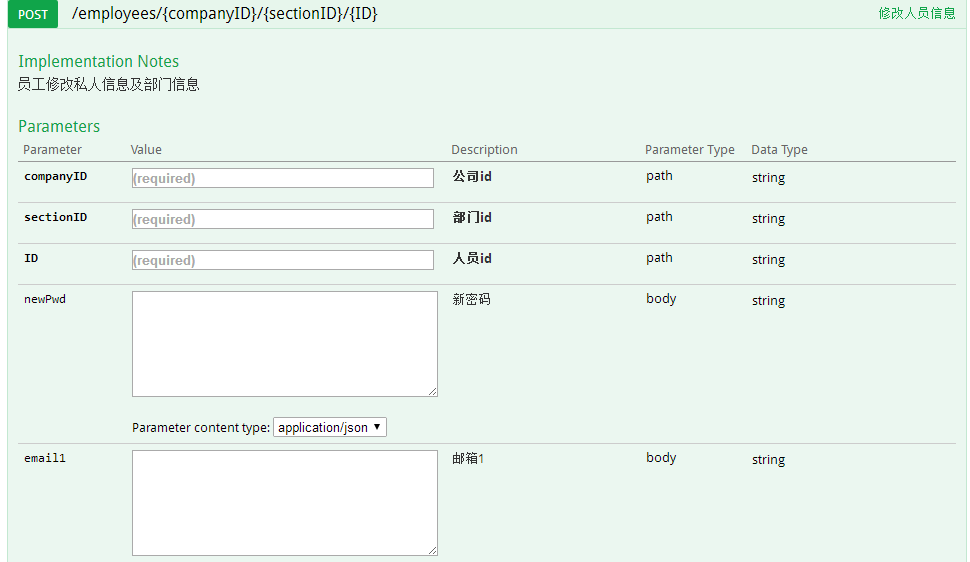 POST /employees/{companyID}/{sectionID}/{ID} 修改人员信息
Implementation Notes
员工修改私人信息及部门信息
Parameters
Parameter Value Description Parameter Type Data Type
companyID (required) 公司id path string
sectionID (required) 部门id path string
ID (required) 人员id path string
newPwd 新密码 body string
Parameter content type: application/json
email1 邮箱1 body string